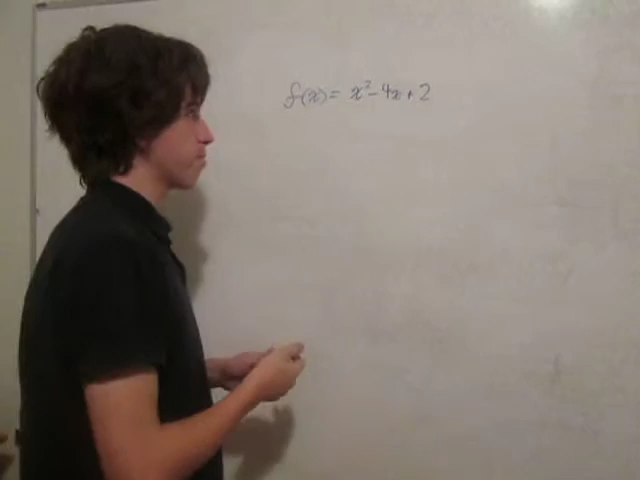 f(x) = x² - 4x + 2